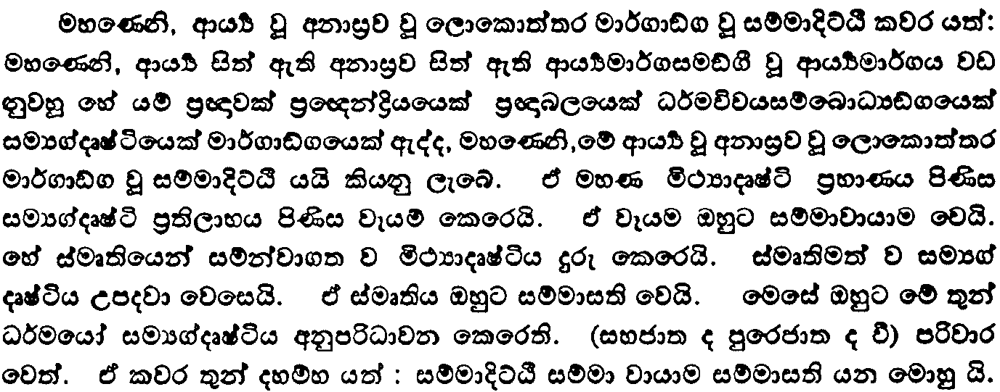 මහණෙනි, ආර්‍ය්‍ය වූ අනාස්‍රව වූ ලොකොත්තර මාර්ගාඞ්ග වූ සම්මාදිට්ඨි කවර යත්:
මහණෙනි, ආර්‍ය්‍ය සිත් ඇති අනාස්‍රව සිත් ඇති ආර්‍ය්‍යමාර්ගසමඞ්ගී වූ ආර්‍ය්‍යමාර්ගය වඩ
නුවහු හේ යම් ප්‍රඥාවක් ප්‍රඥෙන්ද්‍රියයෙක් ප්‍රඥාබලයෙක් ධර්මවිචයසම්බොධ්‍යඞ්ගයෙක්
සම්‍යග්දෘෂ්ටියෙක් මාර්ගාඞ්ගයෙක් ඇද්ද, මහණෙනි,මේ ආර්‍ය්‍ය වූ අනාස්‍රව වූ ලොකොත්තර
මාර්ගාඞ්ග වූ සම්මාදිට්ඨි යයි කියනු ලැබේ. ඒ මහණ මිථ්‍යාදෘෂ්ටි ප්‍රහාණය පිණිස
සම්‍යග්දෘෂ්ටි ප්‍රතිලාභය පිණිස වෑයම් කෙරෙයි. ඒ වෑයම ඔහුට සම්මාවායාම වෙයි.
හේ ස්මෘතියෙන් සමන්වාගත ව මිථ්‍යාදෘෂ්ටිය දුරු කෙරෙයි. ස්මෘතිමත් ව සම්‍යග්
දෘෂ්ටිය උපදවා වෙසෙයි. ඒ ස්මෘතිය ඔහුට සම්මාසති වෙයි. මෙසේ ඔහුට මේ තුන්
ධර්මයෝ සම්‍යග්දෘෂ්ටිය අනුපරිධාවන කෙරෙති. (සහජාත ද පුරෙජාත ද වී) පරිවාර
වෙත්. ඒ කවර තුන් දහම්හ යත් : සම්මාදිට්ඨි සම්මා වායාම සම්මාසති යන මොහු යි.